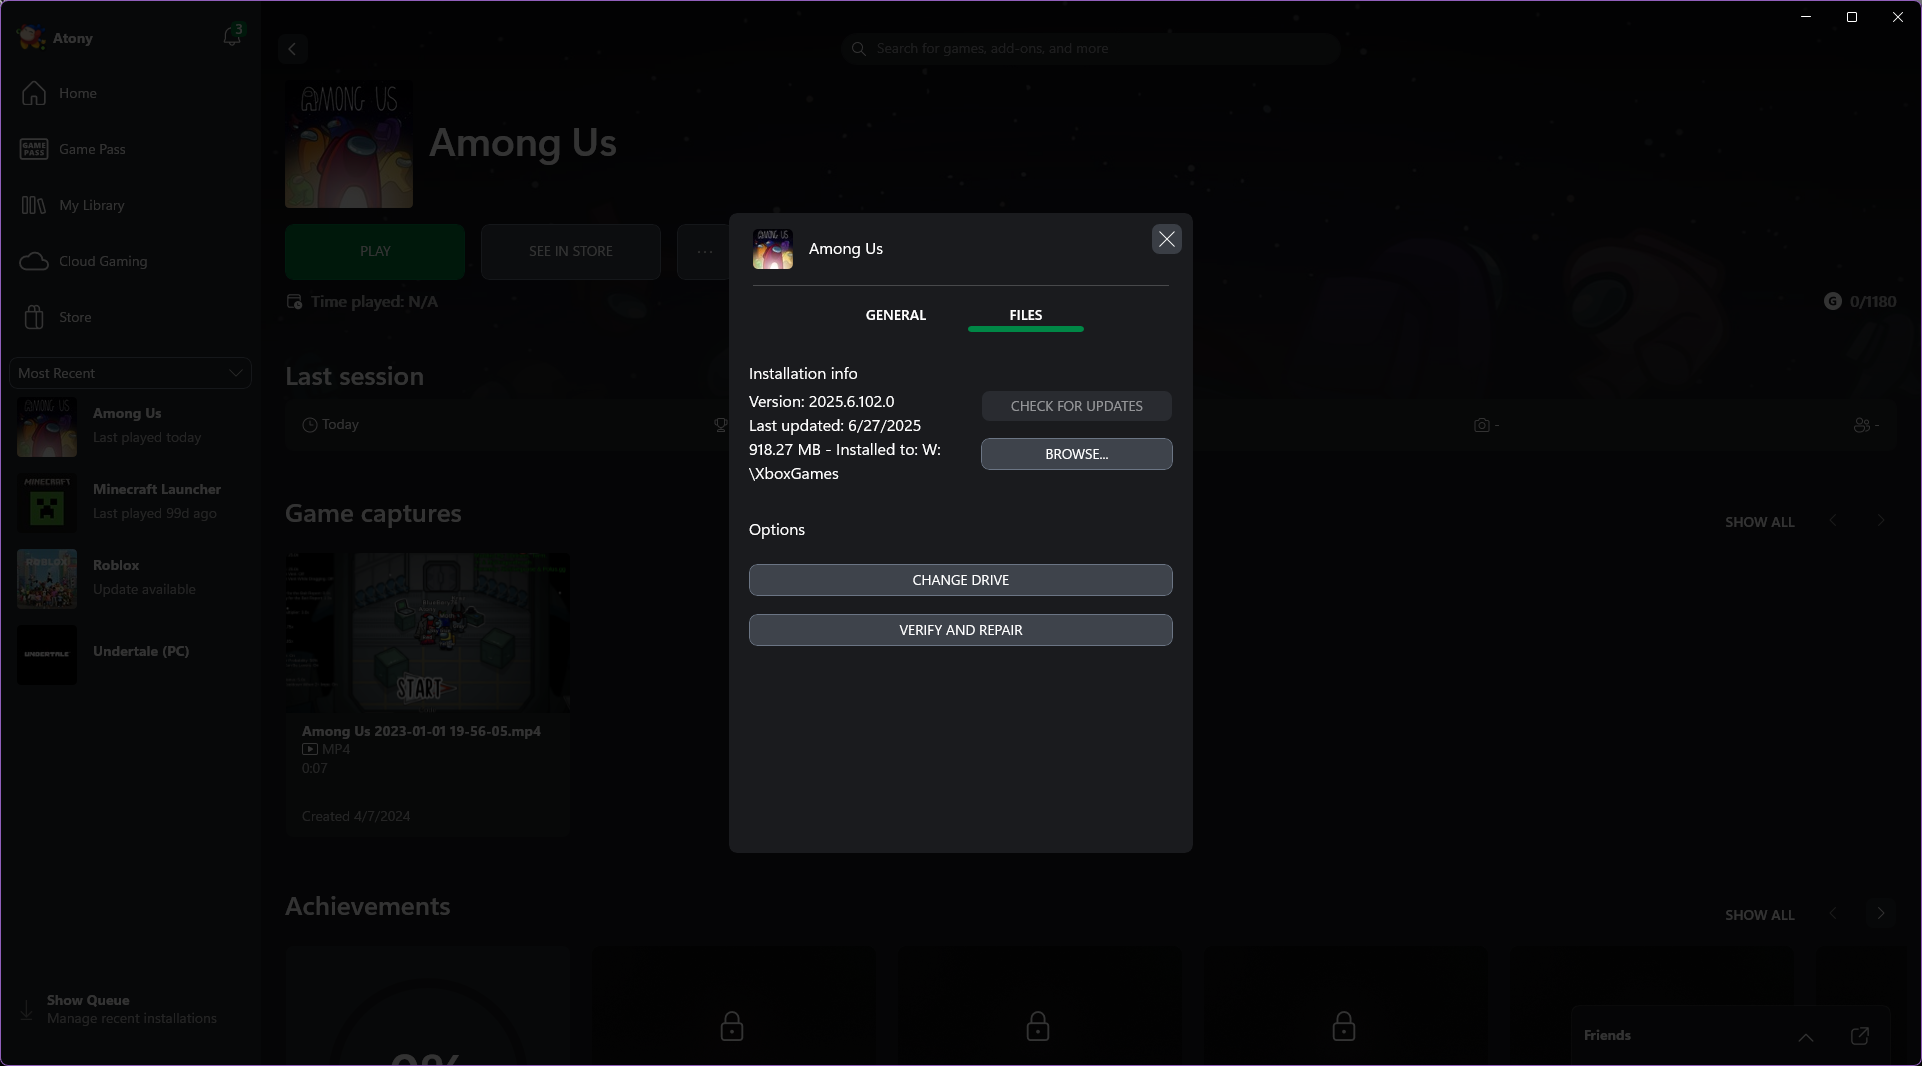 Atony
3
Search for games, add-ons, and more
Home
Game Pass
My Library
Cloud Gaming
Store
Most Recent
Among Us
Last played today
Minecraft Launcher
Last played 99d ago
Roblox
Update available
UNDERTALE
Undertale (PC)
Show Queue
Manage recent installations
AMONG US
Among Us
PLAY
SEE IN STORE
Time played: N/A
G 0/1180
Last session
Today
-
-
Game captures
SHOW ALL
START
Among Us 2023-01-01 19-56-05.mp4
MP4
0:07
Created 4/7/2024
Achievements
SHOW ALL
0%
Friends
Among Us
GENERAL
FILES
Installation info
Version: 2025.6.102.0
Last updated: 6/27/2025
918.27 MB - Installed to: W:
\XboxGames
CHECK FOR UPDATES
BROWSE...
Options
CHANGE DRIVE
VERIFY AND REPAIR